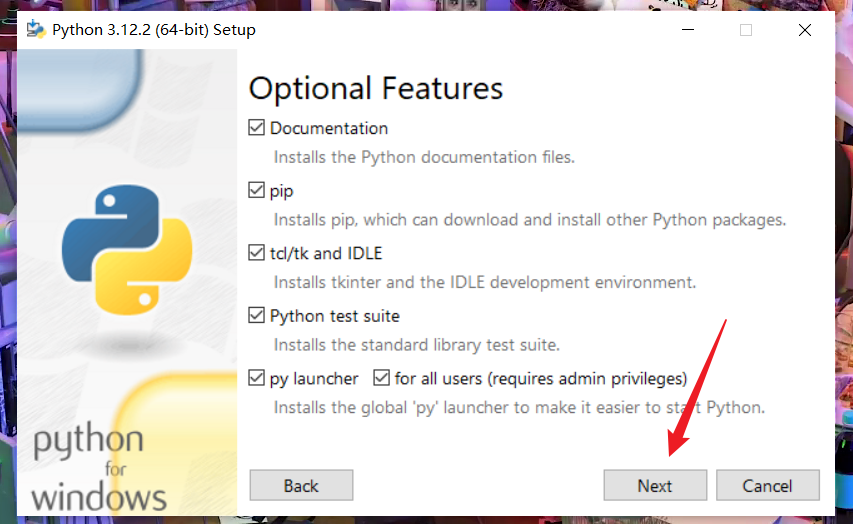 Python 3.12.2 (64-bit) Setup
Optional Features
Documentation
Installs the Python documentation files.
pip
Installs pip, which can download and install other Python packages.
tcl/tk and IDLE
Installs tkinter and the IDLE development environment.
Python test suite
Installs the standard library test suite.
py launcher for all users (requires admin privileges)
Installs the global 'py' launcher to make it easier to start Python.
python
for
windows
Back Next Cancel